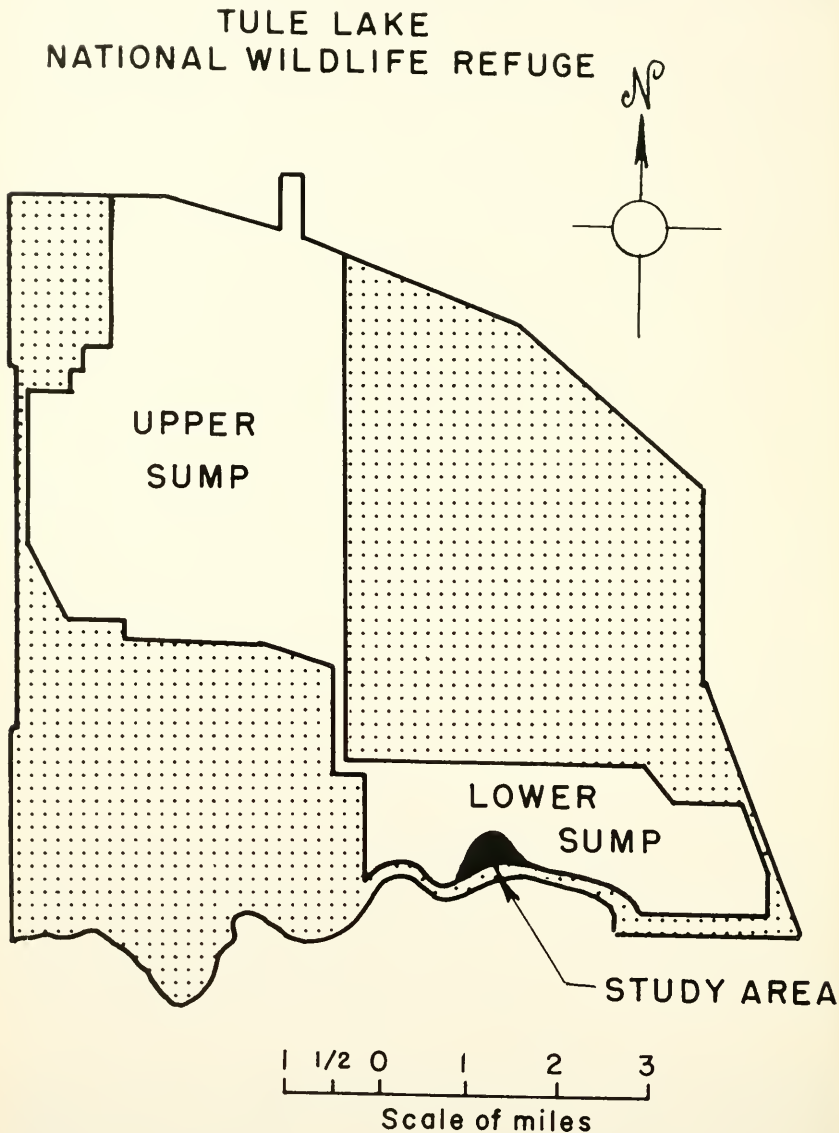 TULE LAKE
NATIONAL WILDLIFE REFUGE
N
UPPER
SUMP
LOWER
SUMP
STUDY AREA
1 1/2 0 1 2 3
Scale of miles